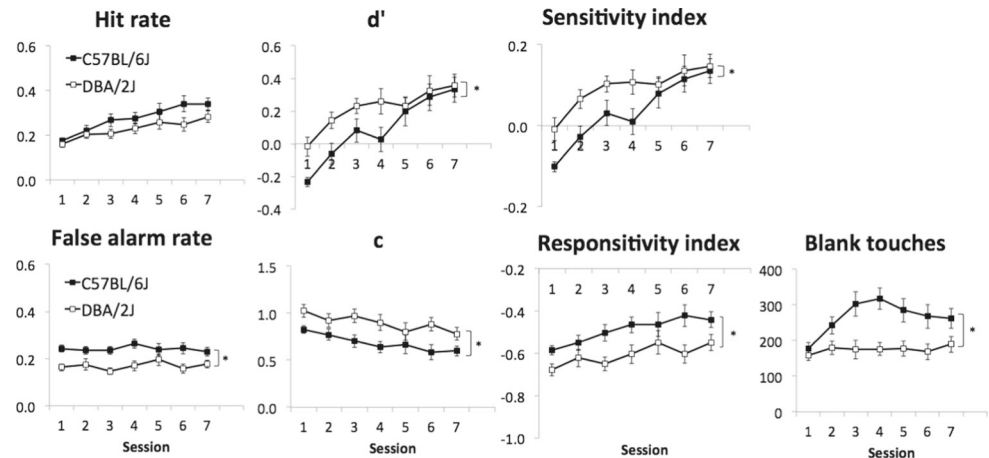 Hit rate
0.6
0.4
0.2
0.0
C57BL/6J
DBA/2J
1 2 3 4 5 6 7
d'
0.6
0.4
0.2
0.0
-0.2
-0.4
1 2 3 4 5 6 7
*
Sensitivity index
0.2
0.0
-0.2
1 2 3 4 5 6 7
*
False alarm rate
0.6
0.4
0.2
0.0
C57BL/6J
DBA/2J
*
1 2 3 4 5 6 7
Session
c
1.5
1.0
0.5
0.0
*
1 2 3 4 5 6 7
Responsitivity index
-0.2
-0.4
-0.6
-0.8
-1.0
1 2 3 4 5 6 7
*
Session
Blank touches
400
300
200
100
0
*
1 2 3 4 5 6 7
Session